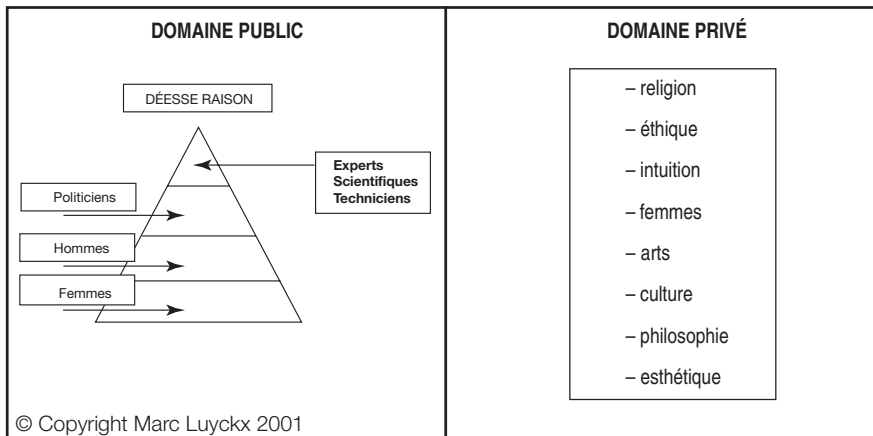 DOMAINE PUBLIC
DÉESSE RAISON
Experts
Scientifiques
Techniciens
Politiciens
Hommes
Femmes
© Copyright Marc Luyckx 2001
DOMAINE PRIVÉ
– religion
– éthique
– intuition
– femmes
– arts
– culture
– philosophie
– esthétique